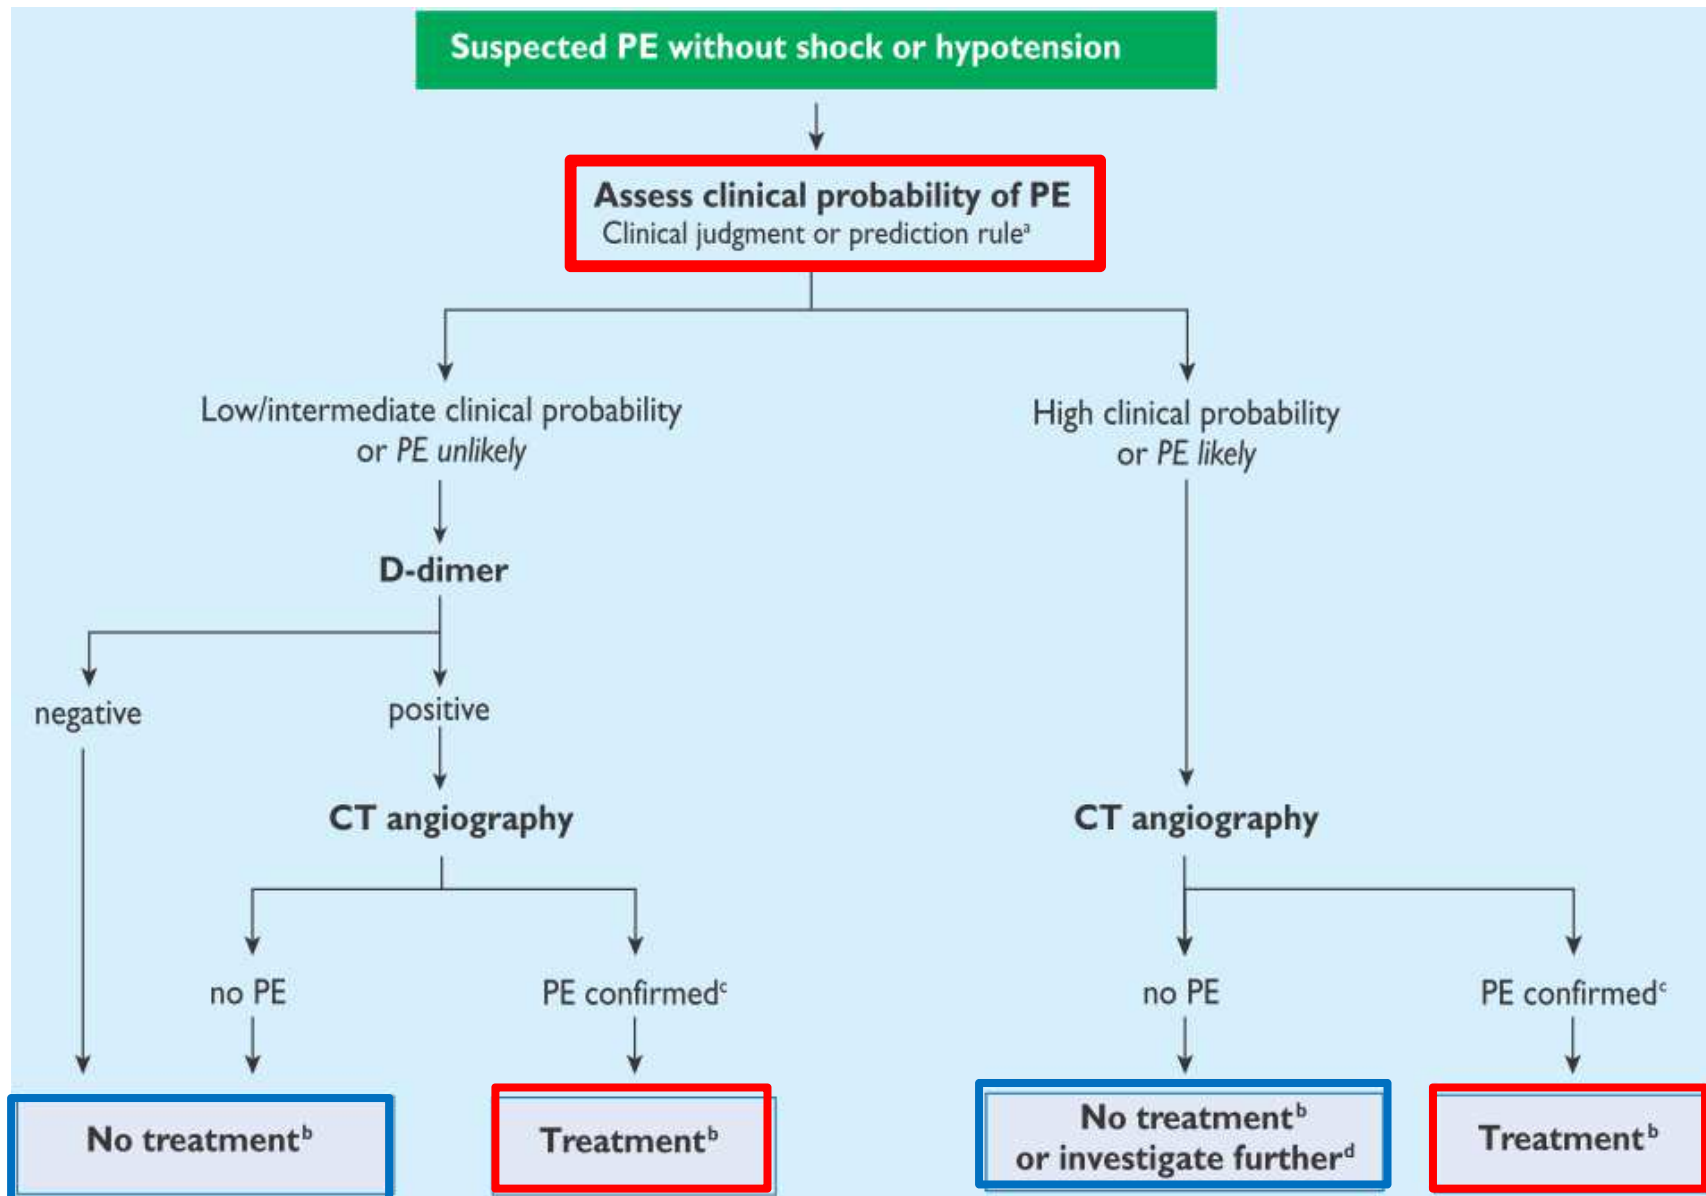 Suspected PE without shock or hypotension
Assess clinical probability of PE
Clinical judgment or prediction ruleᵃ
Low/intermediate clinical probability
or PE unlikely
High clinical probability
or PE likely
D-dimer
negative
positive
CT angiography
CT angiography
no PE
PE confirmedᶜ
no PE
PE confirmedᶜ
No treatmentᵇ
Treatmentᵇ
No treatmentᵇ
or investigate furtherᵈ
Treatmentᵇ